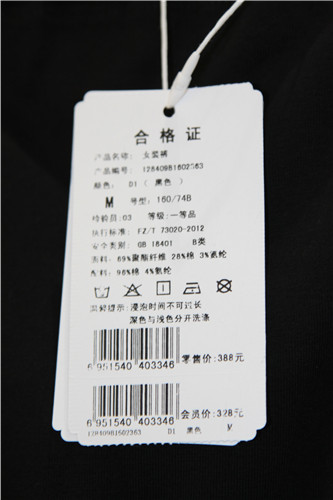 合格证
产品名称: 女装裤
产品编号: 12840981602363
颜色: D1 ( 黑色 )
M 号型: 160/74B
检验员:03 等级:一等品
执行标准: FZ/T 73020-2012
安全类别: GB 18401 B类
面料: 69%聚酯纤维 28%棉 3%氨纶
配料: 96%棉 4%氨纶
洗涤提示: 浸泡时间不可过长
深色与浅色分开洗涤
零售价:388元
6 951540 403346
会员价:328元
6 951540 403346
12840981602363 D1 黑色 M